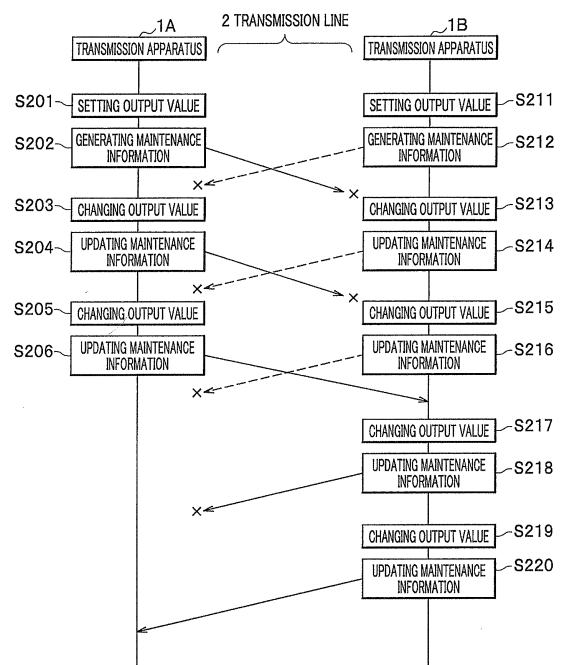 1A
2 TRANSMISSION LINE
1B
TRANSMISSION APPARATUS
TRANSMISSION APPARATUS
S201
SETTING OUTPUT VALUE
SETTING OUTPUT VALUE
S211
S202
GENERATING MAINTENANCE
INFORMATION
GENERATING MAINTENANCE
INFORMATION
S212
S203
CHANGING OUTPUT VALUE
CHANGING OUTPUT VALUE
S213
S204
UPDATING MAINTENANCE
INFORMATION
UPDATING MAINTENANCE
INFORMATION
S214
S205
CHANGING OUTPUT VALUE
CHANGING OUTPUT VALUE
S215
S206
UPDATING MAINTENANCE
INFORMATION
UPDATING MAINTENANCE
INFORMATION
S216
CHANGING OUTPUT VALUE
S217
UPDATING MAINTENANCE
INFORMATION
S218
CHANGING OUTPUT VALUE
S219
UPDATING MAINTENANCE
INFORMATION
S220